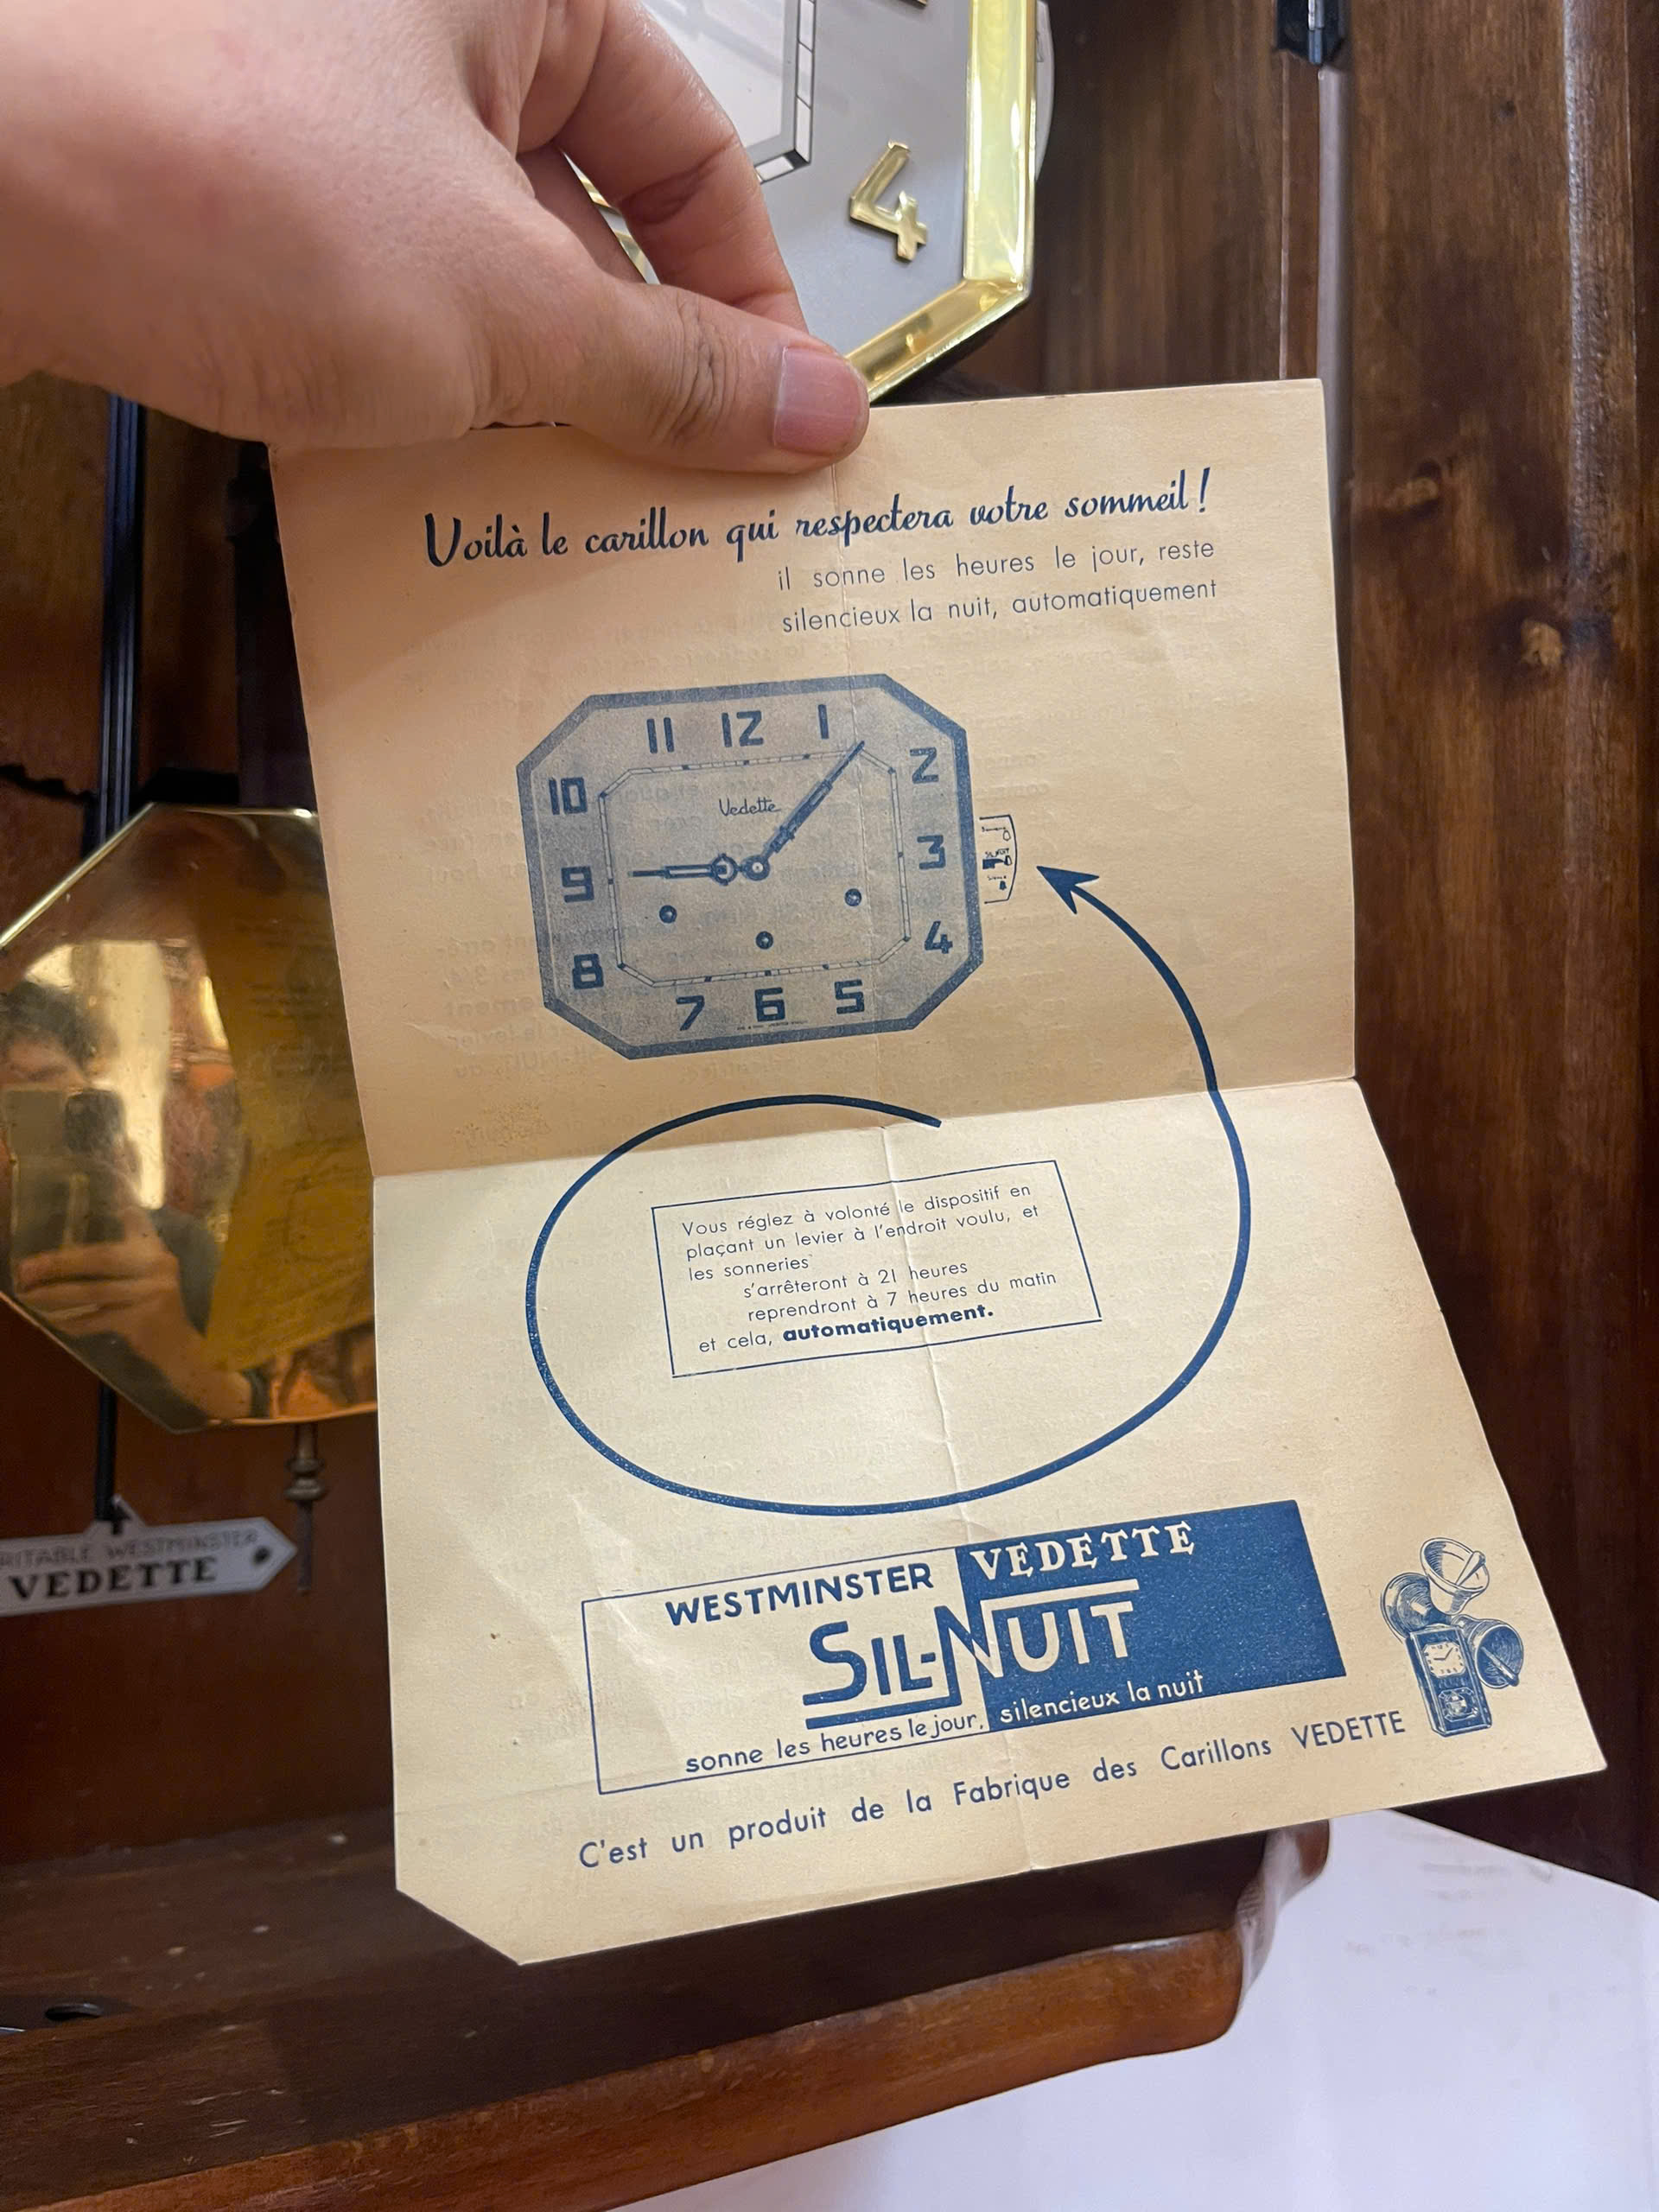 4
Voilà le carillon qui respectera votre sommeil !
il sonne les heures le jour, reste
silencieux la nuit, automatiquement
11 12 1
10 2
Vedette
9 3
8 4
7 6 5
Vous réglez à volonté le dispositif en
plaçant un levier à l'endroit voulu, et
les sonneries
s'arrêteront à 21 heures
reprendront à 7 heures du matin
et cela, automatiquement.
RITABLE WESTMINSTER
VEDETTE
WESTMINSTER VEDETTE
SIL-NUIT
sonne les heures le jour, silencieux la nuit
C'est un produit de la Fabrique des Carillons VEDETTE